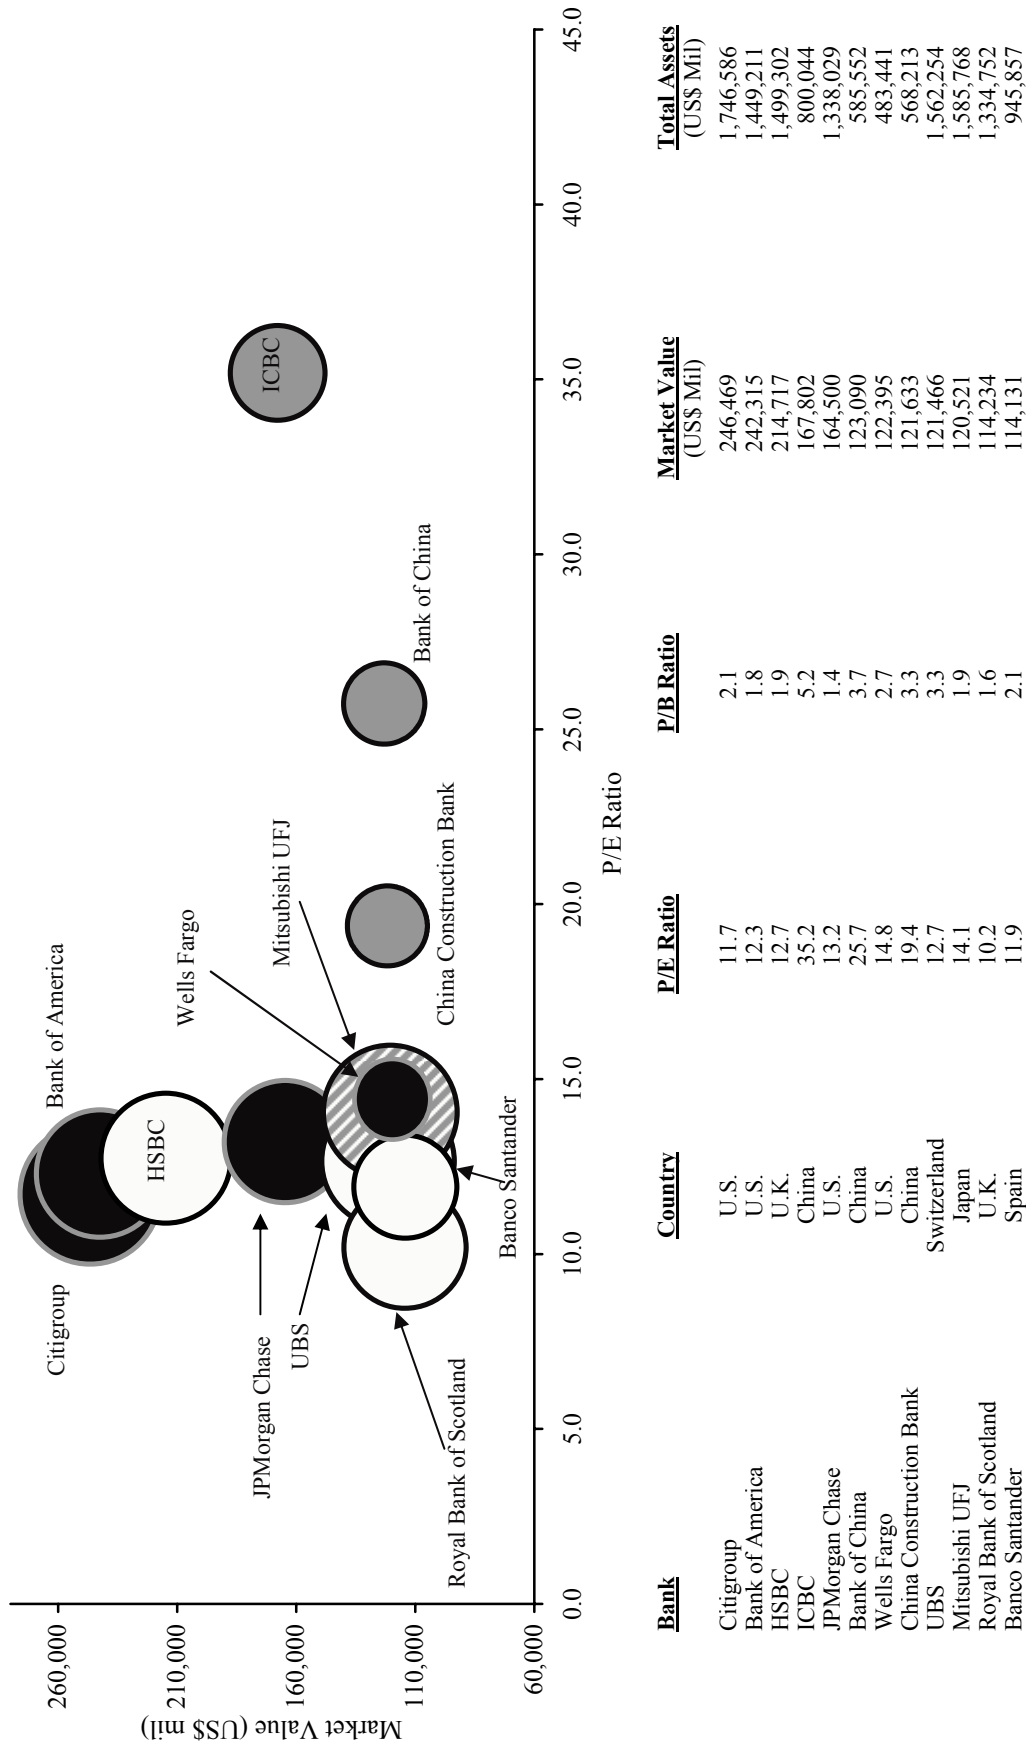 Market Value (US$ mil)
260,000
210,000
160,000
110,000
60,000
0.0 5.0 10.0 15.0 20.0 25.0 30.0 35.0 40.0 45.0
P/E Ratio
Citigroup
Bank of America
HSBC
JPMorgan Chase
UBS
Royal Bank of Scotland
Banco Santander
Wells Fargo
Mitsubishi UFJ
China Construction Bank
Bank of China
ICBC
Bank Country P/E Ratio P/B Ratio Market Value Total Assets
(US$ Mil) (US$ Mil)
Citigroup U.S. 11.7 2.1 246,469 1,746,586
Bank of America U.S. 12.3 1.8 242,315 1,449,211
HSBC U.K. 12.7 1.9 214,717 1,499,302
ICBC China 35.2 5.2 167,802 800,044
JPMorgan Chase U.S. 13.2 1.4 164,500 1,338,029
Bank of China China 25.7 3.7 123,090 585,552
Wells Fargo U.S. 14.8 2.7 122,395 483,441
China Construction Bank China 19.4 3.3 121,633 568,213
UBS Switzerland 12.7 3.3 121,466 1,562,254
Mitsubishi UFJ Japan 14.1 1.9 120,521 1,585,768
Royal Bank of Scotland U.K. 10.2 1.6 114,234 1,334,752
Banco Santander Spain 11.9 2.1 114,131 945,857